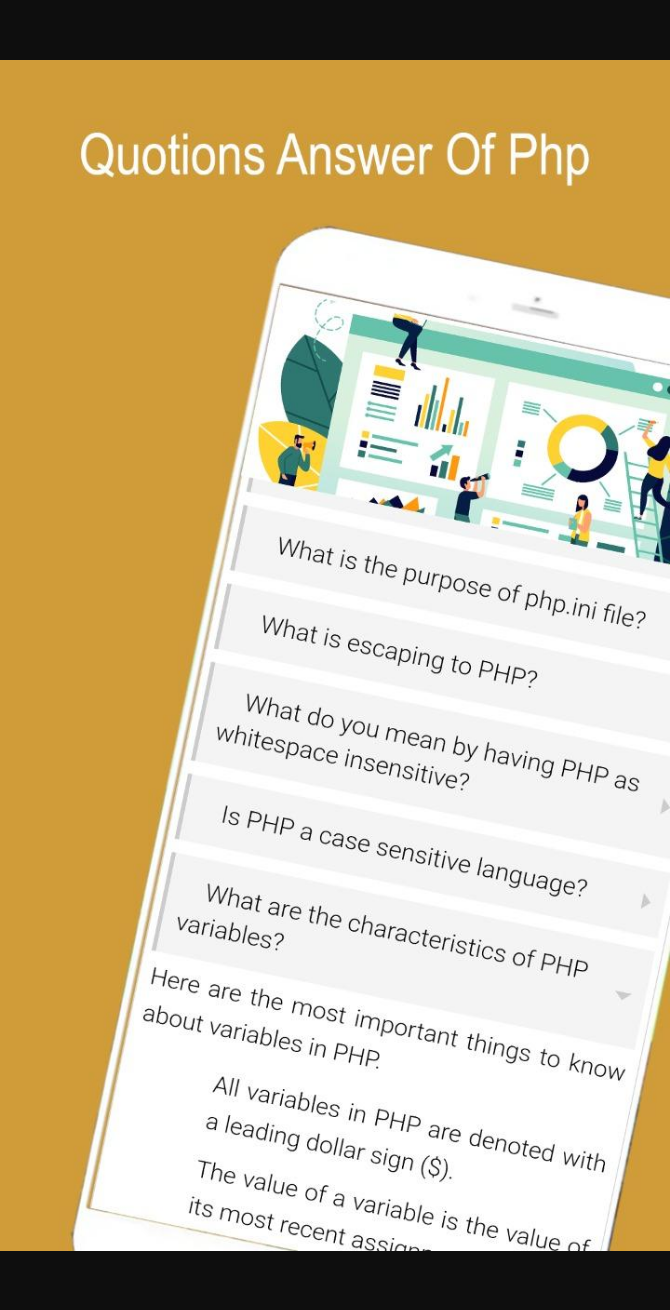 Quotions Answer Of Php
What is the purpose of php.ini file?
What is escaping to PHP?
What do you mean by having PHP as
whitespace insensitive?
Is PHP a case sensitive language?
What are the characteristics of PHP
variables?
Here are the most important things to know
about variables in PHP.
All variables in PHP are denoted with
a leading dollar sign ($).
The value of a variable is the value of
its most recent